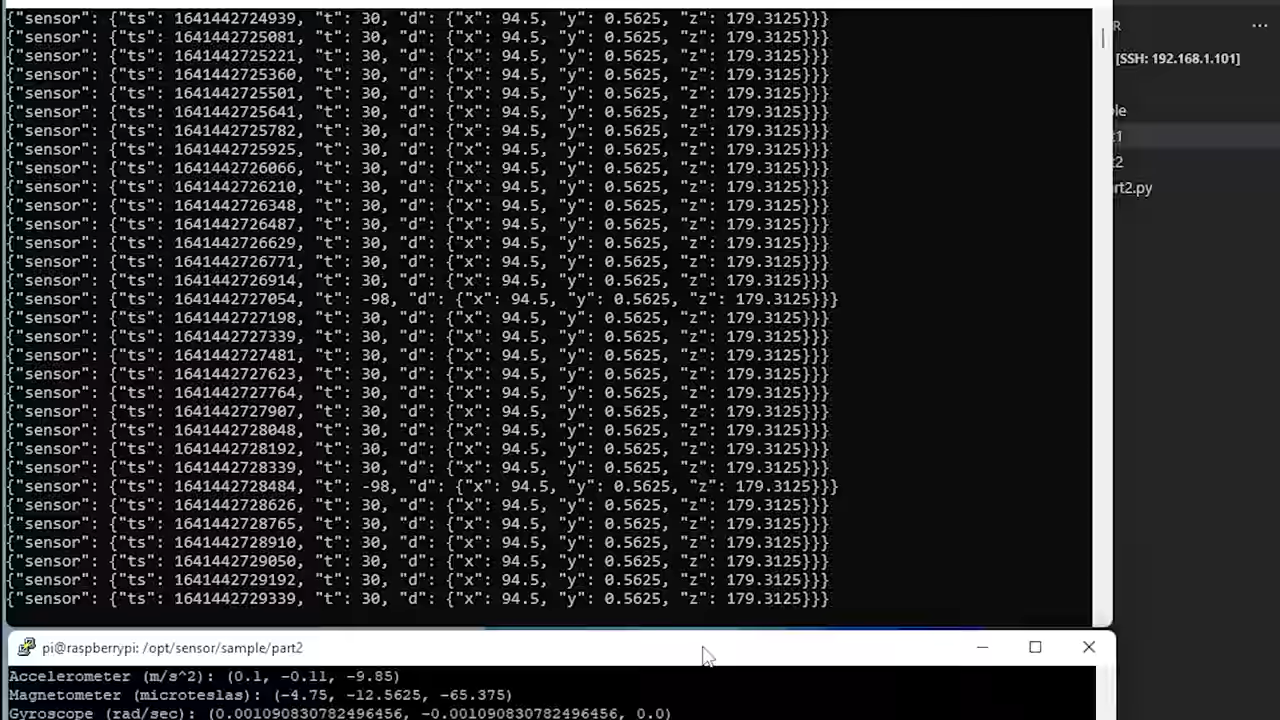 {"sensor": {"ts": 1641442724939, "t": 30, "d": {"x": 94.5, "y": 0.5625, "z": 179.3125}}}
{"sensor": {"ts": 1641442725081, "t": 30, "d": {"x": 94.5, "y": 0.5625, "z": 179.3125}}}
{"sensor": {"ts": 1641442725221, "t": 30, "d": {"x": 94.5, "y": 0.5625, "z": 179.3125}}}
{"sensor": {"ts": 1641442725360, "t": 30, "d": {"x": 94.5, "y": 0.5625, "z": 179.3125}}}
{"sensor": {"ts": 1641442725501, "t": 30, "d": {"x": 94.5, "y": 0.5625, "z": 179.3125}}}
{"sensor": {"ts": 1641442725641, "t": 30, "d": {"x": 94.5, "y": 0.5625, "z": 179.3125}}}
{"sensor": {"ts": 1641442725782, "t": 30, "d": {"x": 94.5, "y": 0.5625, "z": 179.3125}}}
{"sensor": {"ts": 1641442725925, "t": 30, "d": {"x": 94.5, "y": 0.5625, "z": 179.3125}}}
{"sensor": {"ts": 1641442726066, "t": 30, "d": {"x": 94.5, "y": 0.5625, "z": 179.3125}}}
{"sensor": {"ts": 1641442726210, "t": 30, "d": {"x": 94.5, "y": 0.5625, "z": 179.3125}}}
{"sensor": {"ts": 1641442726348, "t": 30, "d": {"x": 94.5, "y": 0.5625, "z": 179.3125}}}
{"sensor": {"ts": 1641442726487, "t": 30, "d": {"x": 94.5, "y": 0.5625, "z": 179.3125}}}
{"sensor": {"ts": 1641442726629, "t": 30, "d": {"x": 94.5, "y": 0.5625, "z": 179.3125}}}
{"sensor": {"ts": 1641442726771, "t": 30, "d": {"x": 94.5, "y": 0.5625, "z": 179.3125}}}
{"sensor": {"ts": 1641442726914, "t": 30, "d": {"x": 94.5, "y": 0.5625, "z": 179.3125}}}
{"sensor": {"ts": 1641442727054, "t": -98, "d": {"x": 94.5, "y": 0.5625, "z": 179.3125}}}
{"sensor": {"ts": 1641442727198, "t": 30, "d": {"x": 94.5, "y": 0.5625, "z": 179.3125}}}
{"sensor": {"ts": 1641442727339, "t": 30, "d": {"x": 94.5, "y": 0.5625, "z": 179.3125}}}
{"sensor": {"ts": 1641442727481, "t": 30, "d": {"x": 94.5, "y": 0.5625, "z": 179.3125}}}
{"sensor": {"ts": 1641442727623, "t": 30, "d": {"x": 94.5, "y": 0.5625, "z": 179.3125}}}
{"sensor": {"ts": 1641442727764, "t": 30, "d": {"x": 94.5, "y": 0.5625, "z": 179.3125}}}
{"sensor": {"ts": 1641442727907, "t": 30, "d": {"x": 94.5, "y": 0.5625, "z": 179.3125}}}
{"sensor": {"ts": 1641442728048, "t": 30, "d": {"x": 94.5, "y": 0.5625, "z": 179.3125}}}
{"sensor": {"ts": 1641442728192, "t": 30, "d": {"x": 94.5, "y": 0.5625, "z": 179.3125}}}
{"sensor": {"ts": 1641442728339, "t": 30, "d": {"x": 94.5, "y": 0.5625, "z": 179.3125}}}
{"sensor": {"ts": 1641442728484, "t": -98, "d": {"x": 94.5, "y": 0.5625, "z": 179.3125}}}
{"sensor": {"ts": 1641442728626, "t": 30, "d": {"x": 94.5, "y": 0.5625, "z": 179.3125}}}
{"sensor": {"ts": 1641442728765, "t": 30, "d": {"x": 94.5, "y": 0.5625, "z": 179.3125}}}
{"sensor": {"ts": 1641442728910, "t": 30, "d": {"x": 94.5, "y": 0.5625, "z": 179.3125}}}
{"sensor": {"ts": 1641442729050, "t": 30, "d": {"x": 94.5, "y": 0.5625, "z": 179.3125}}}
{"sensor": {"ts": 1641442729192, "t": 30, "d": {"x": 94.5, "y": 0.5625, "z": 179.3125}}}
{"sensor": {"ts": 1641442729339, "t": 30, "d": {"x": 94.5, "y": 0.5625, "z": 179.3125}}}
pi@raspberrypi: /opt/sensor/sample/part2
Accelerometer (m/s^2): (0.1, -0.11, -9.85)
Magnetometer (microteslas): (-4.75, -12.5625, -65.375)
Gyroscope (rad/sec): (0.001090830782496456, -0.001090830782496456, 0.0)
R
[SSH: 192.168.1.101]
le
t1
t2
rt2.py